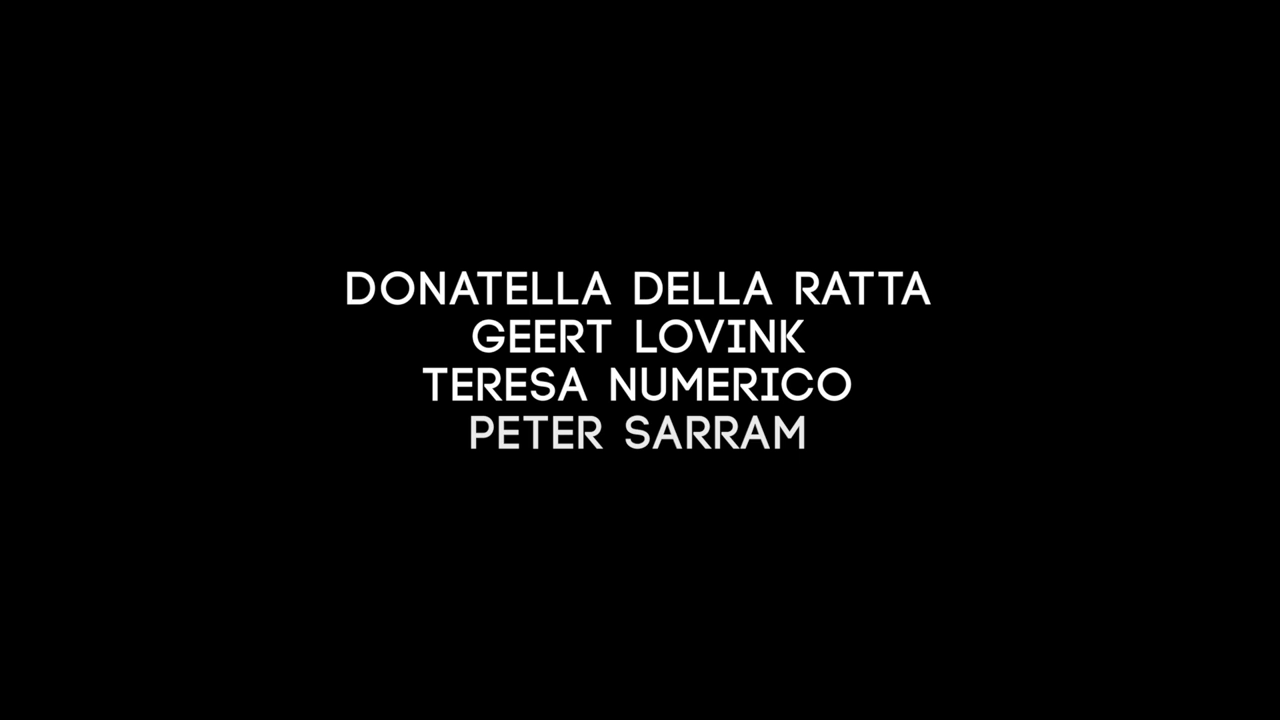 DONATELLA DELLA RATTA
GEERT LOVINK
TERESA NUMERICO
PETER SARRAM